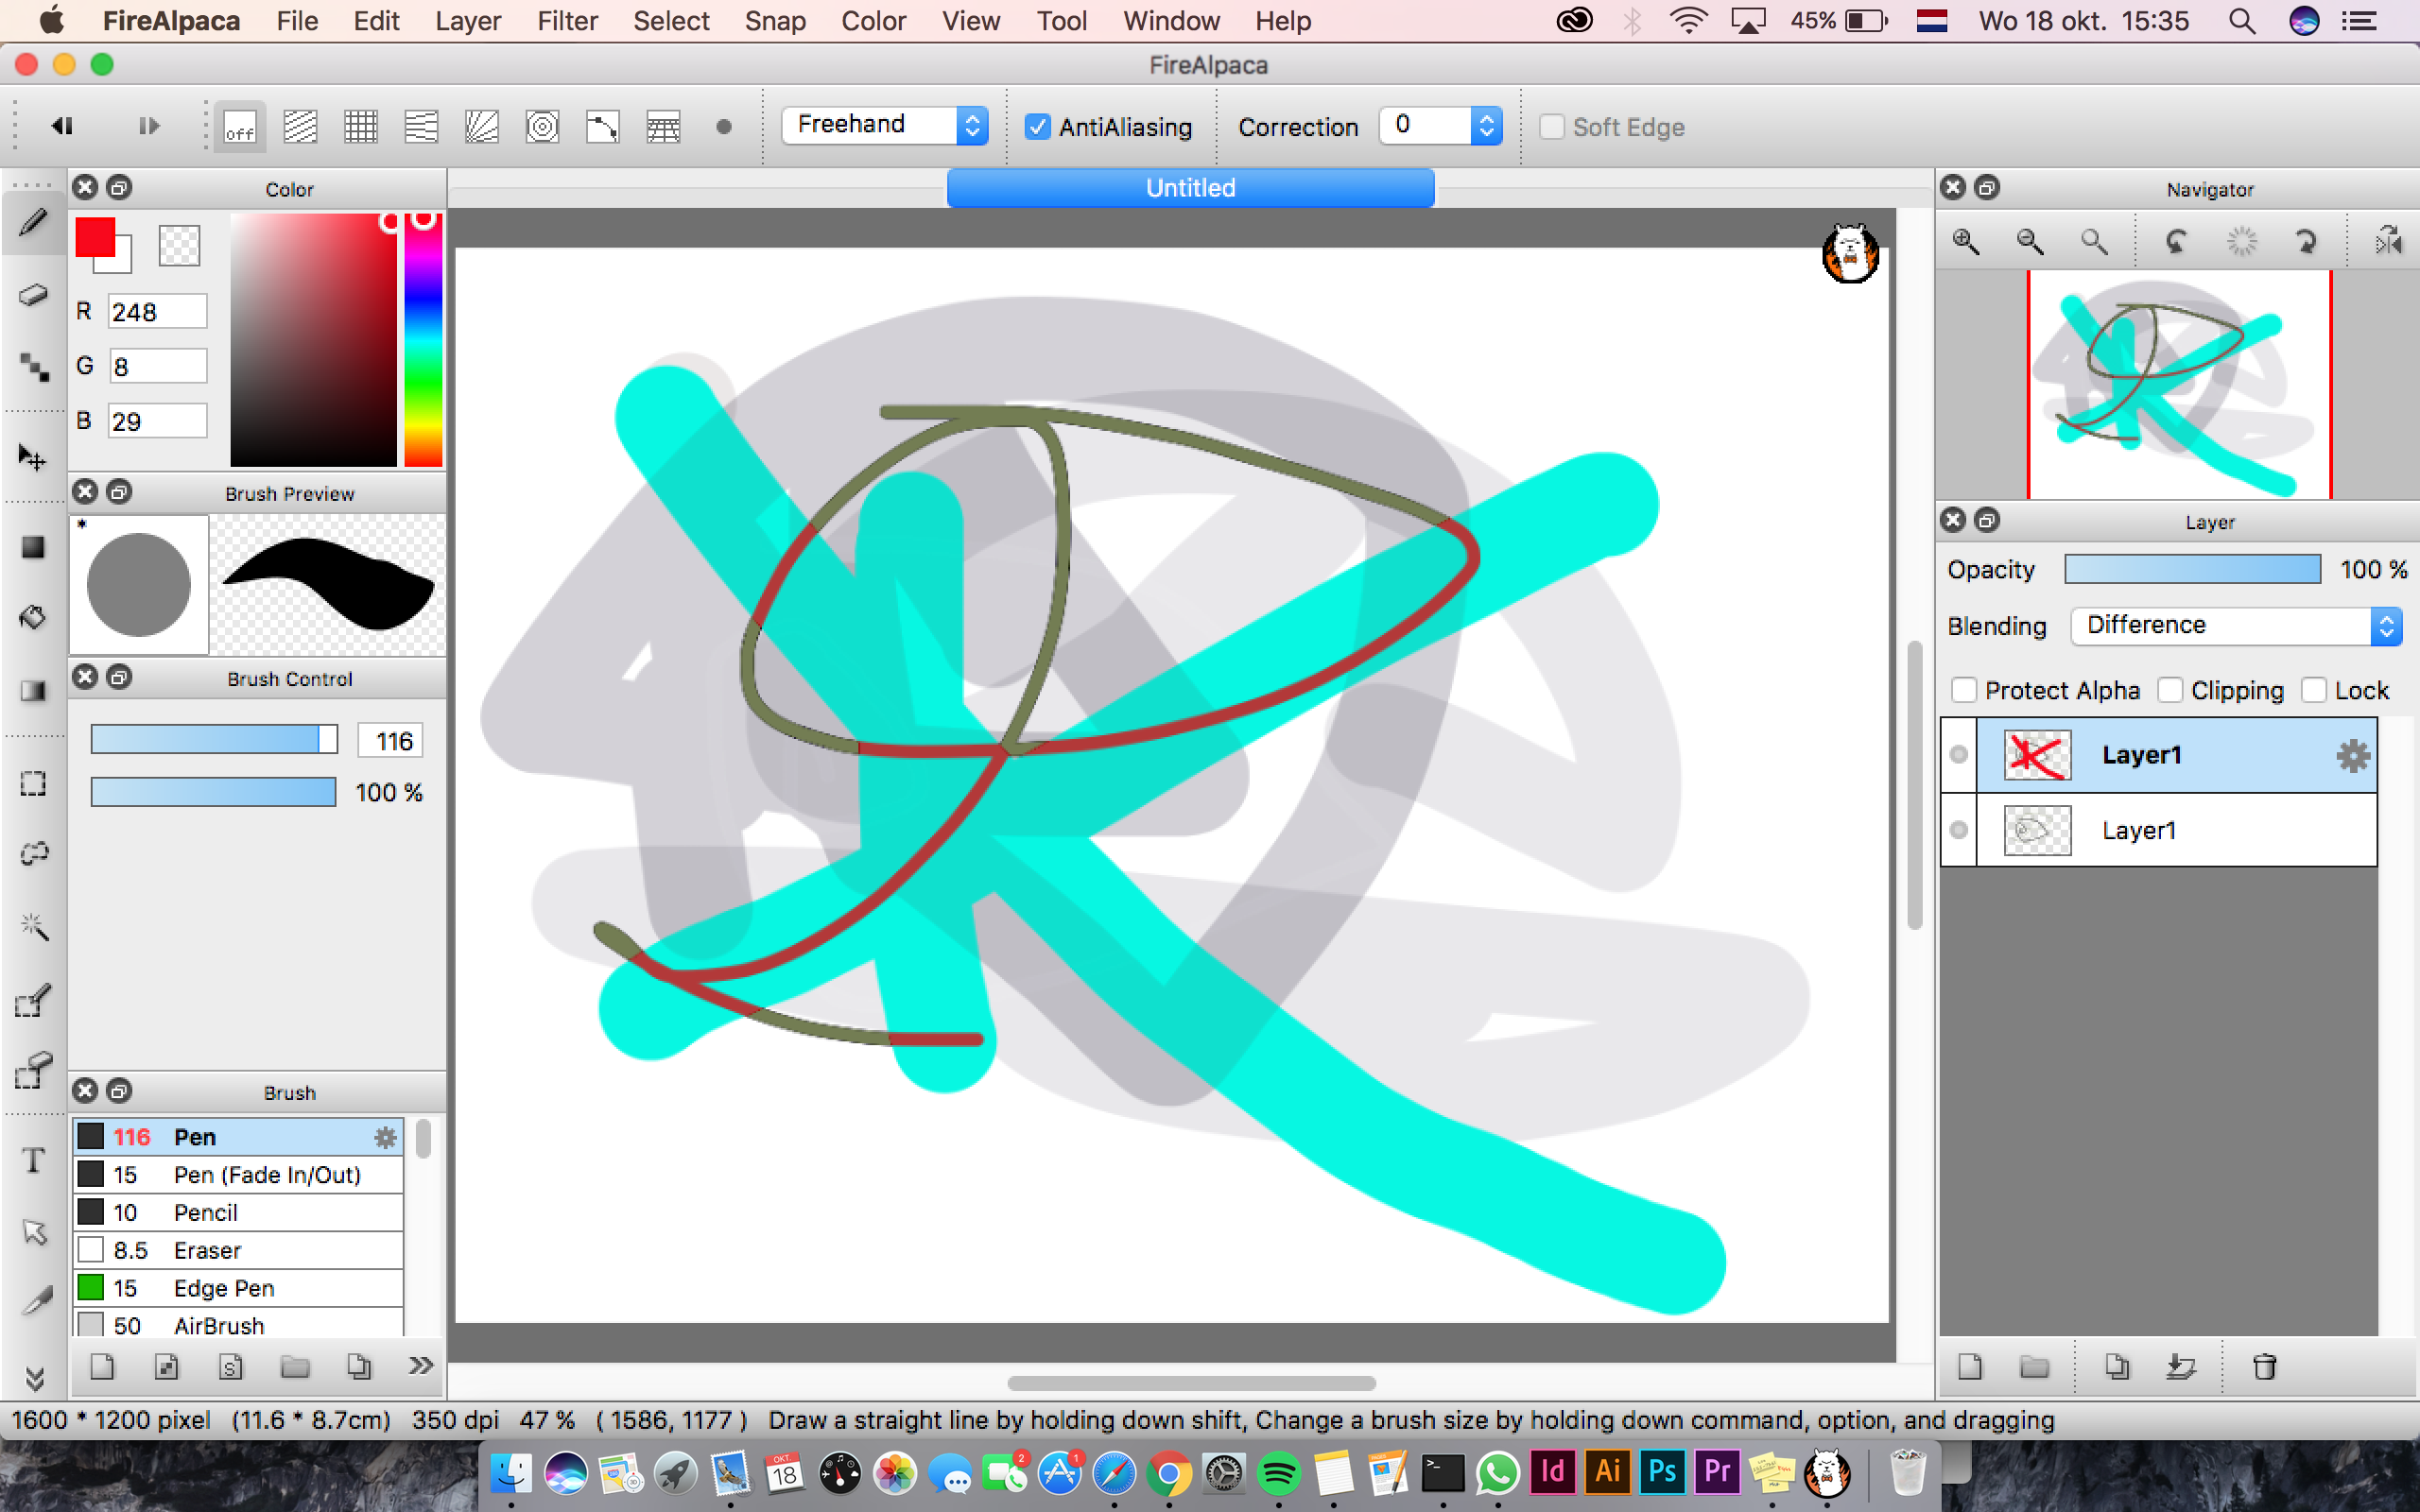 FireAlpaca File Edit Layer Filter Select Snap Color View Tool Window Help 45% Wo 18 okt. 15:35
FireAlpaca
off Freehand AntiAliasing Correction 0 Soft Edge
Color
R 248
G 8
B 29
Brush Preview
*
Brush Control
116
100 %
Brush
116 Pen
15 Pen (Fade In/Out)
10 Pencil
8.5 Eraser
15 Edge Pen
50 AirBrush
S
T
Untitled
Navigator
Layer
Opacity 100 %
Blending Difference
Protect Alpha Clipping Lock
Layer1
Layer1
1600 * 1200 pixel (11.6 * 8.7cm) 350 dpi 47 % ( 1586, 1177 ) Draw a straight line by holding down shift, Change a brush size by holding down command, option, and dragging
OKT. 18 2 1 >_ Id Ai Ps Pr